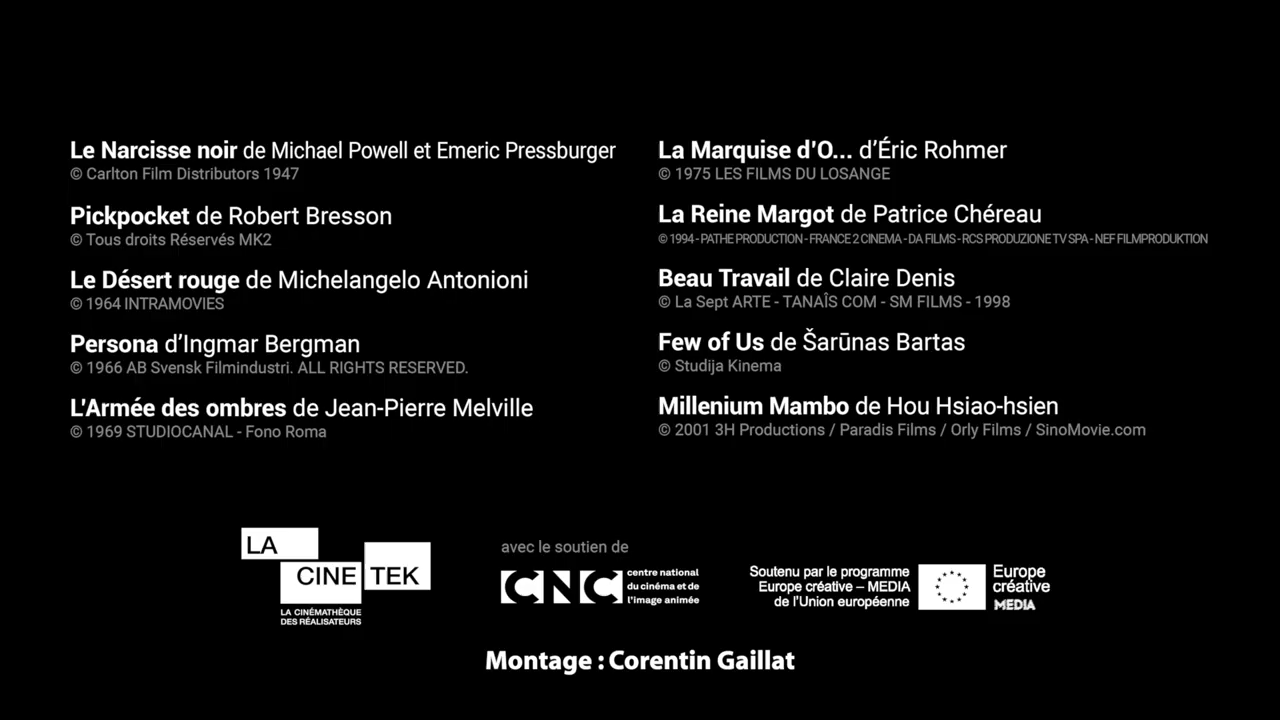 Le Narcisse noir de Michael Powell et Emeric Pressburger
© Carlton Film Distributors 1947
Pickpocket de Robert Bresson
© Tous droits Réservés MK2
Le Désert rouge de Michelangelo Antonioni
© 1964 INTRAMOVIES
Persona d’Ingmar Bergman
© 1966 AB Svensk Filmindustri. ALL RIGHTS RESERVED.
L'Armée des ombres de Jean-Pierre Melville
© 1969 STUDIOCANAL - Fono Roma
La Marquise d'O... d’Éric Rohmer
© 1975 LES FILMS DU LOSANGE
La Reine Margot de Patrice Chéreau
© 1994 - PATHE PRODUCTION - FRANCE 2 CINEMA - DA FILMS - RCS PRODUZIONE TV SPA - NEF FILMPRODUKTION
Beau Travail de Claire Denis
© La Sept ARTE - TANAÎS COM - SM FILMS - 1998
Few of Us de Šarūnas Bartas
© Studija Kinema
Millenium Mambo de Hou Hsiao-hsien
© 2001 3H Productions / Paradis Films / Orly Films / SinoMovie.com
LA
CINE TEK
LA CINÉMATHÈQUE
DES RÉALISATEURS
avec le soutien de
CNC
centre national
du cinéma et de
l'image animée
Soutenu par le programme
Europe créative – MEDIA
de l'Union européenne
Europe
créative
MEDIA
Montage : Corentin Gaillat